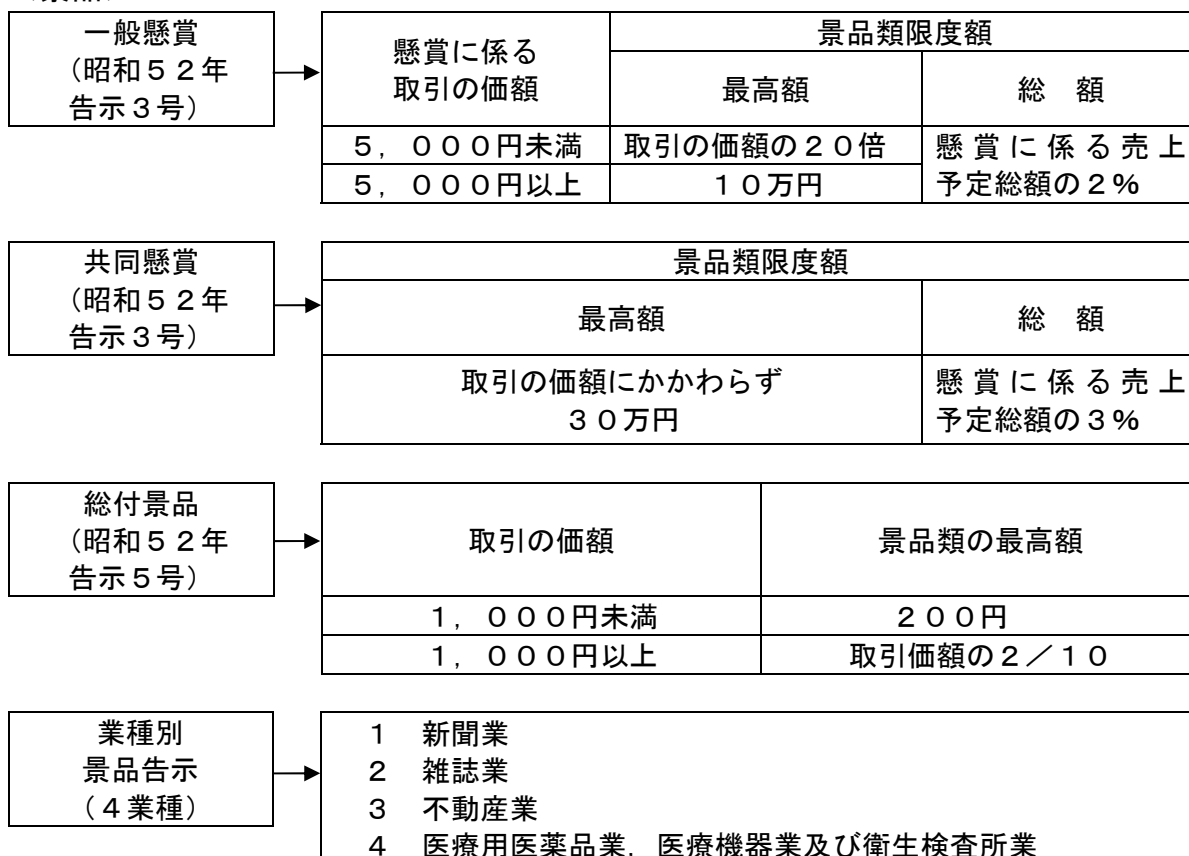 一般懸賞
（昭和５２年
告示３号）
懸賞に係る
取引の価額
景品類限度額
最高額
総　額
５，０００円未満
取引の価額の２０倍
５，０００円以上
１０万円
懸賞に係る売上
予定総額の２％
共同懸賞
（昭和５２年
告示３号）
景品類限度額
最高額
総　額
取引の価額にかかわらず
３０万円
懸賞に係る売上
予定総額の３％
総付景品
（昭和５２年
告示５号）
取引の価額
景品類の最高額
１，０００円未満
２００円
１，０００円以上
取引価額の２／１０
業種別
景品告示
（４業種）
１　新聞業
２　雑誌業
３　不動産業
４　医療用医薬品業，医療機器業及び衛生検査所業